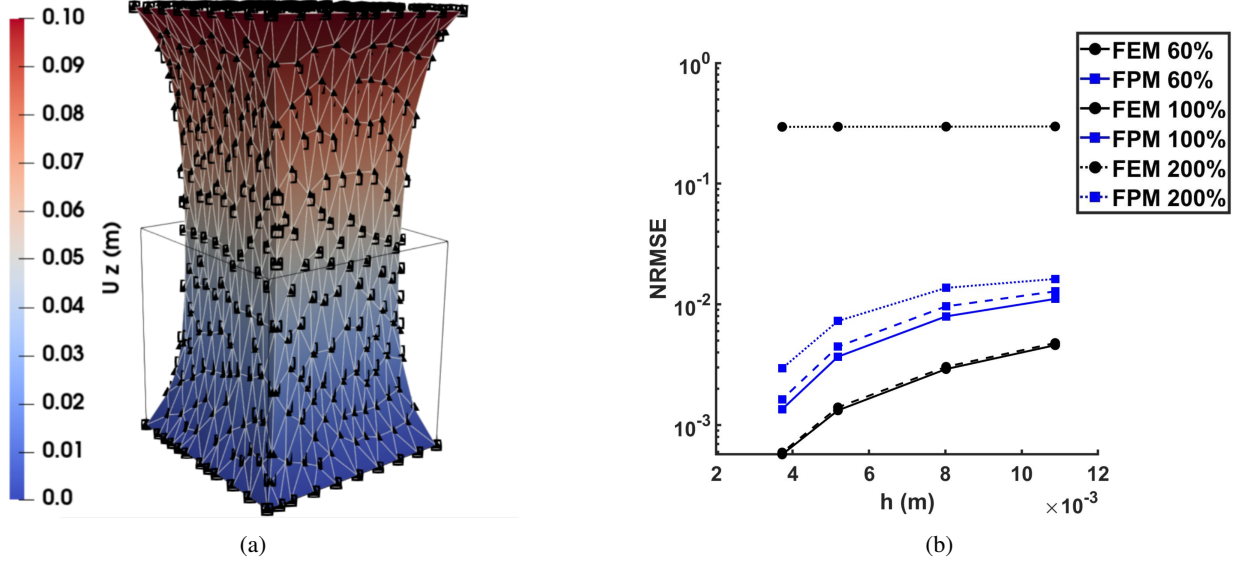 0.10
0.09
0.08
0.07
0.06
0.05
0.04
0.03
0.02
0.01
0.0
U z (m)
(a)
FEM 60%
FPM 60%
FEM 100%
FPM 100%
FEM 200%
FPM 200%
10^0
10^-1
10^-2
10^-3
NRMSE
2 4 6 8 10 12
h (m)
×10^-3
(b)